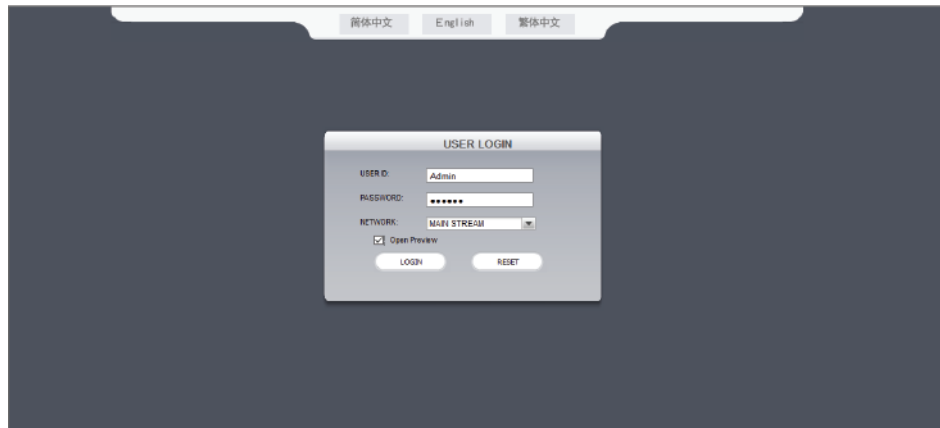 简体中文 English 繁体中文
USER LOGIN
USER ID: Admin
PASSWORD: ••••••
NETWORK: MAIN STREAM
Open Preview
LOGIN RESET